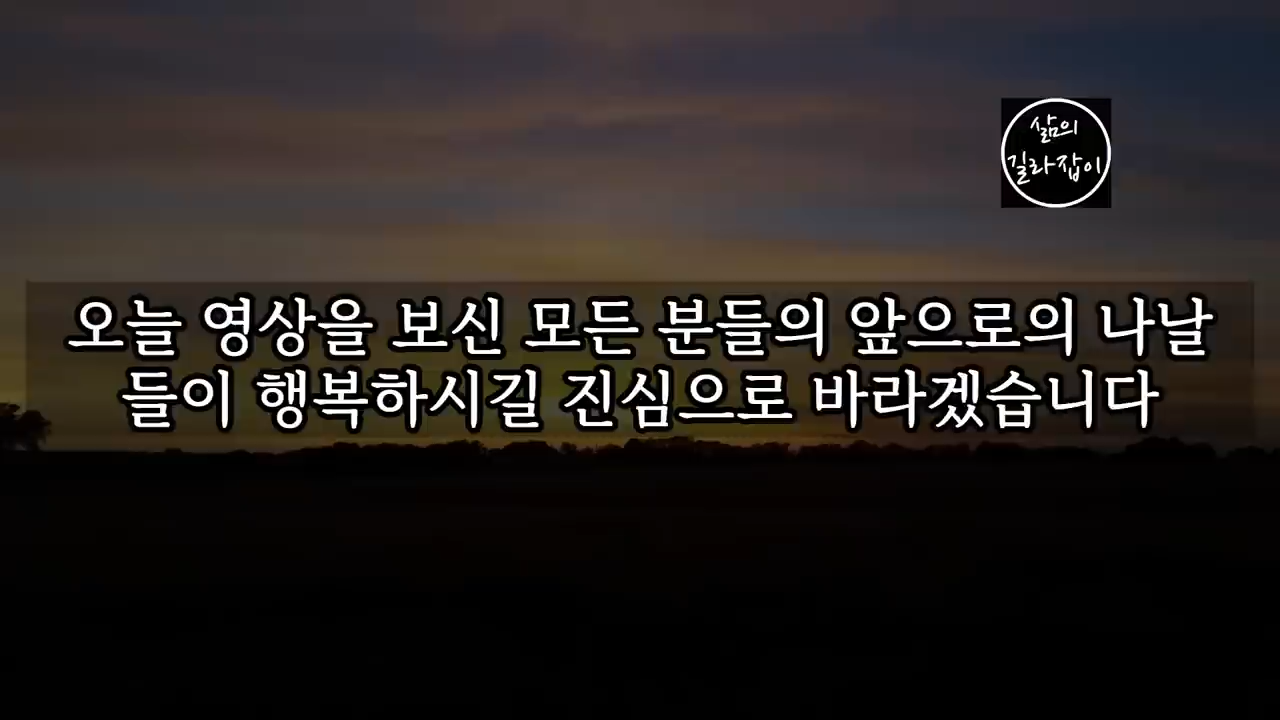 삶의
길라잡이
오늘 영상을 보신 모든 분들의 앞으로의 나날
들이 행복하시길 진심으로 바라겠습니다